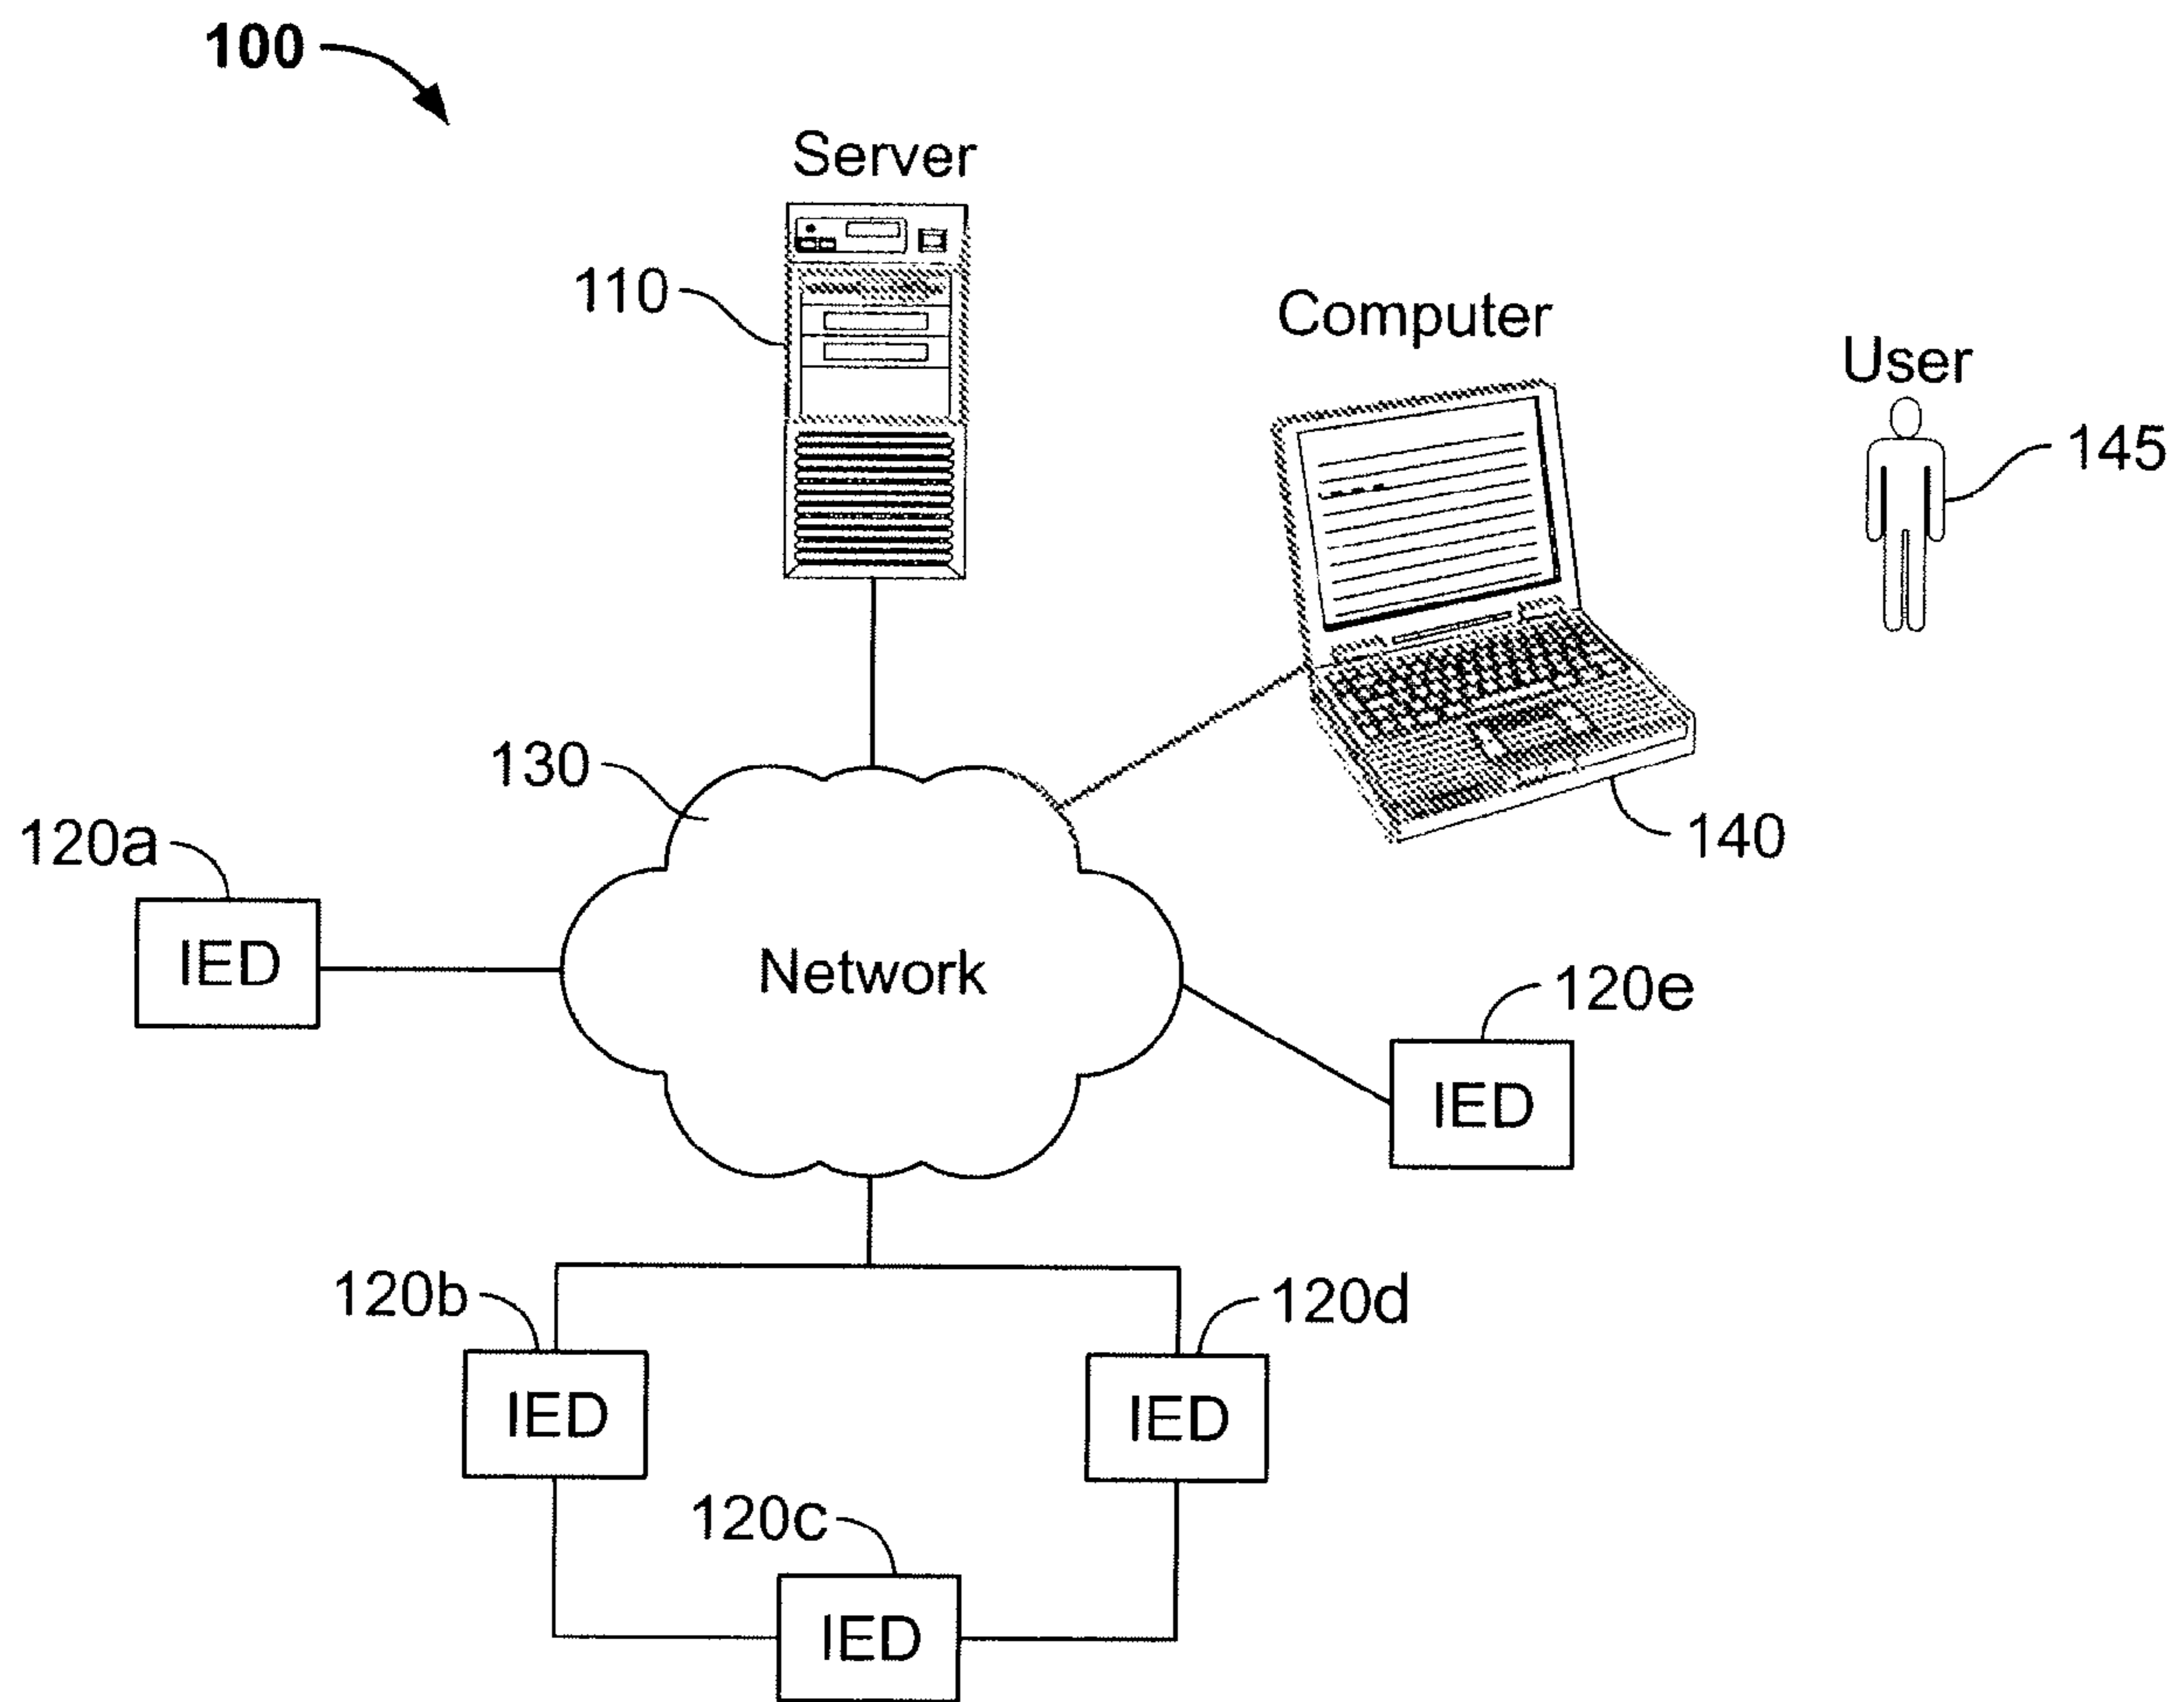 100
Server
110
Computer
User
145
130
140
120a
IED
Network
120e
IED
120b
120d
IED
IED
120c
IED